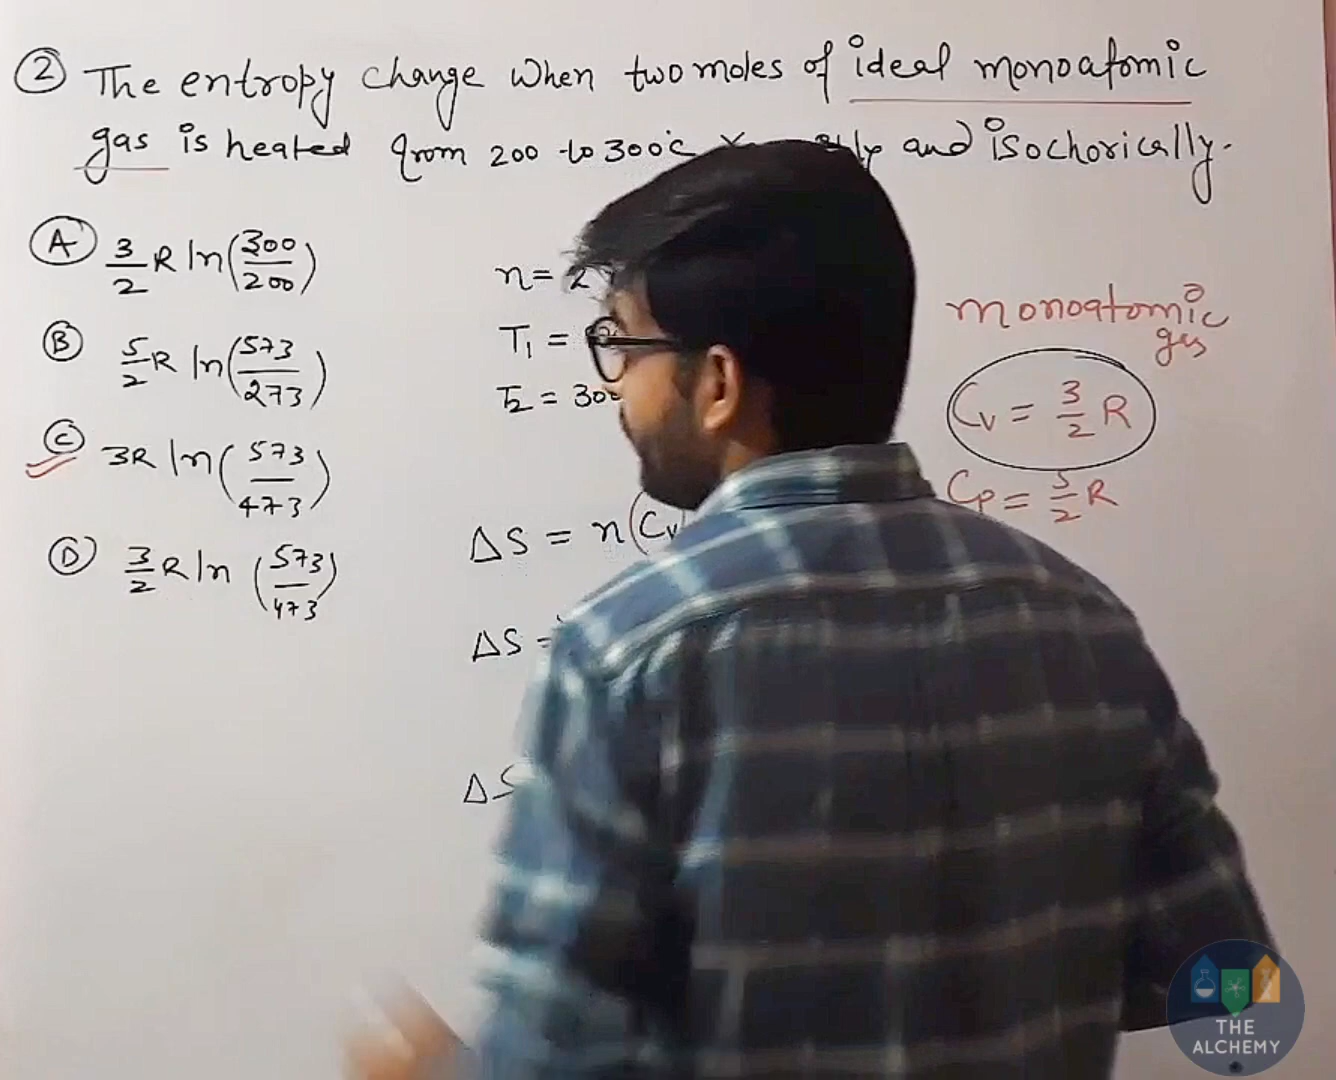 ② The entropy change when two moles of ideal monoatomic
gas is heated from 200 to 300°C and isochorically.
Ⓐ 3/2 R ln(300/200)
Ⓑ 5/2 R ln(573/273)
Ⓒ 3R ln(573/473)
Ⓓ 3/2 R ln(573/473)
n = 2
T₁ =
T₂ = 300
ΔS = n(Cv
ΔS =
ΔS
monoatomic
gas
Cv = 3/2 R
Cp = 5/2 R
THE
ALCHEMY